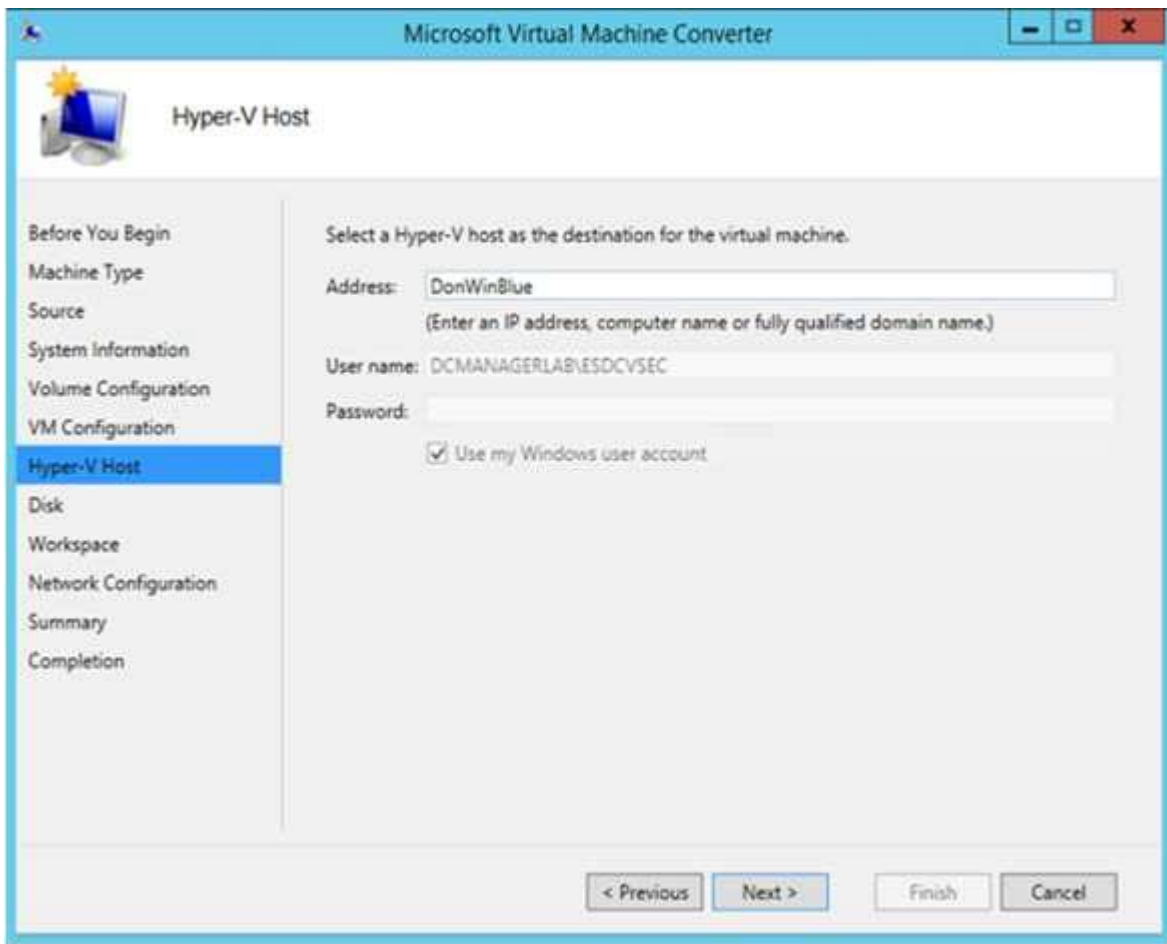 Microsoft Virtual Machine Converter
Hyper-V Host
Before You Begin
Machine Type
Source
System Information
Volume Configuration
VM Configuration
Hyper-V Host
Disk
Workspace
Network Configuration
Summary
Completion
Select a Hyper-V host as the destination for the virtual machine.
Address: DonWinBlue
(Enter an IP address, computer name or fully qualified domain name.)
User name: DCMANAGERLAB\ESDCVSEC
Password:
Use my Windows user account
< Previous Next > Finish Cancel